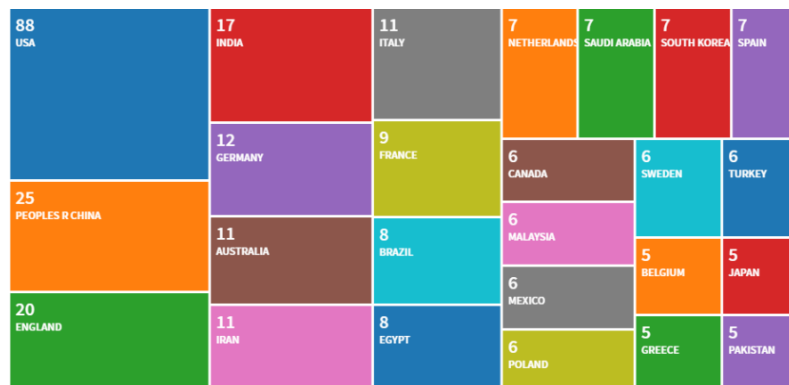 88
USA
25
PEOPLES R CHINA
20
ENGLAND
17
INDIA
12
GERMANY
11
AUSTRALIA
11
IRAN
11
ITALY
9
FRANCE
8
BRAZIL
8
EGYPT
7
NETHERLANDS
7
SAUDI ARABIA
7
SOUTH KOREA
7
SPAIN
6
CANADA
6
MALAYSIA
6
MEXICO
6
POLAND
6
SWEDEN
6
TURKEY
5
BELGIUM
5
JAPAN
5
GREECE
5
PAKISTAN